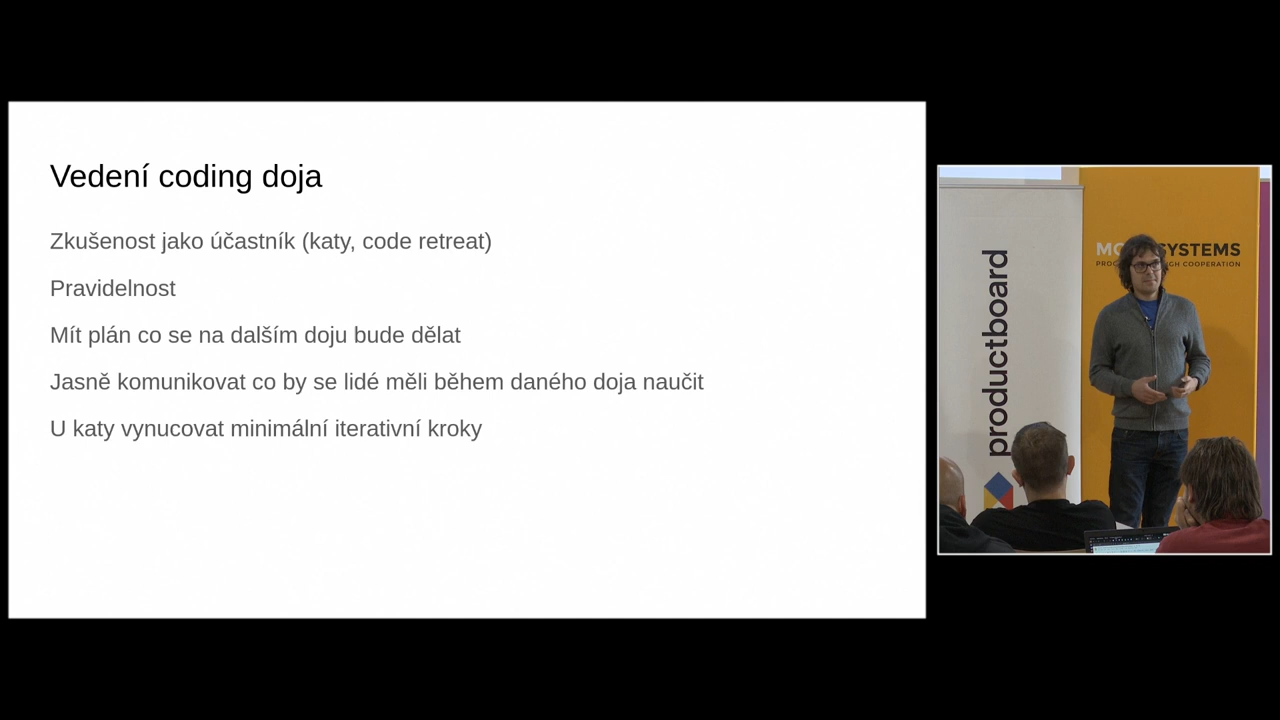 Vedení coding doja
Zkušenost jako účastník (katy, code retreat)
Pravidelnost
Mít plán co se na dalším doju bude dělat
Jasně komunikovat co by se lidé měli během daného doja naučit
U katy vynucovat minimální iterativní kroky
productboard
SYSTEMS
COOPERATION